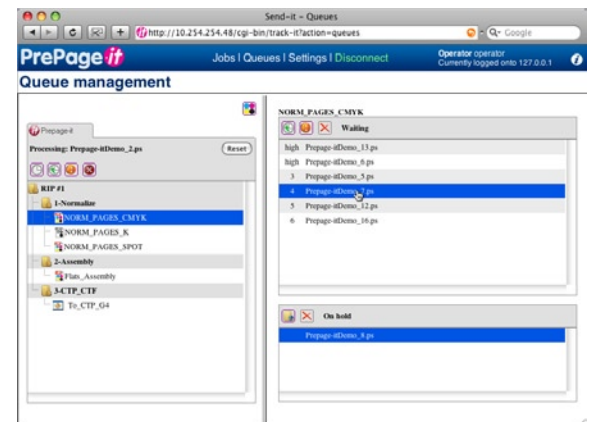 Send-it - Queues
http://10.254.254.48/cgi-bin/track-it?action=queues
Q- Google
PrePage it
Jobs I Queues I Settings I Disconnect
Operator operator
Currently logged onto 127.0.0.1
Queue management
Prepage-it
Processing: Prepage-itDemo_2.ps
Reset
RIP #1
1-Normalize
NORM_PAGES_CMYK
NORM_PAGES_K
NORM_PAGES_SPOT
2-Assembly
Flats_Assembly
3-CTP_CTF
To_CTP_G4
NORM_PAGES_CMYK
Waiting
high Prepage-itDemo_13.ps
high Prepage-itDemo_6.ps
3 Prepage-itDemo_5.ps
4 Prepage-itDemo_7.ps
5 Prepage-itDemo_12.ps
6 Prepage-itDemo_16.ps
On hold
Prepage-itDemo_8.ps